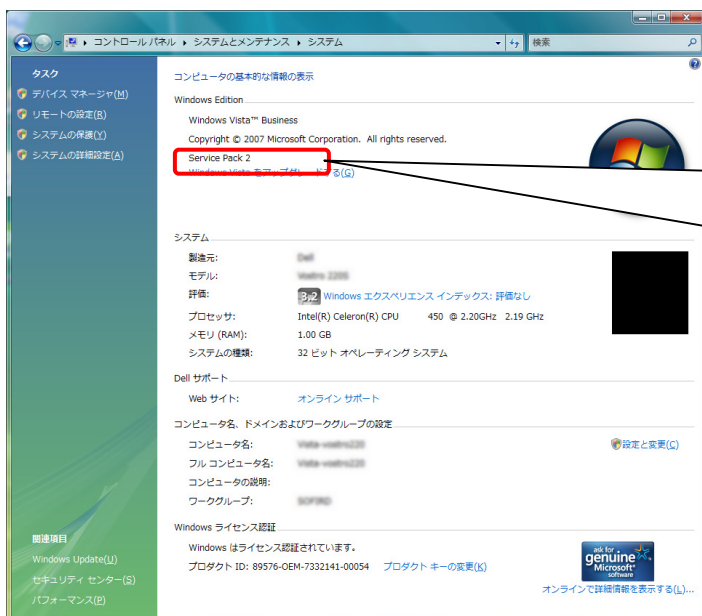 コントロール パネル ▸ システムとメンテナンス ▸ システム
検索
タスク
デバイス マネージャ(M)
リモートの設定(R)
システムの保護(Y)
システムの詳細設定(A)
コンピュータの基本的な情報の表示
Windows Edition
Windows Vista™ Business
Copyright © 2007 Microsoft Corporation. All rights reserved.
Service Pack 2
Windows Vista をアップグレードする(G)
システム
製造元: Dell
モデル: Vostro 220S
評価: 3.2 Windows エクスペリエンス インデックス: 評価なし
プロセッサ: Intel(R) Celeron(R) CPU 450 @ 2.20GHz 2.19 GHz
メモリ (RAM): 1.00 GB
システムの種類: 32 ビット オペレーティング システム
Dell サポート
Web サイト: オンライン サポート
コンピュータ名、ドメインおよびワークグループの設定
コンピュータ名: 設定と変更(C)
フル コンピュータ名:
コンピュータの説明:
ワークグループ:
Windows ライセンス認証
Windows はライセンス認証されています。
プロダクト ID: 89576-OEM-7332141-00054 プロダクト キーの変更(K)
ask for
genuine
Microsoft
software
オンラインで詳細情報を表示する(L)...
関連項目
Windows Update(U)
セキュリティ センター(S)
パフォーマンス(P)